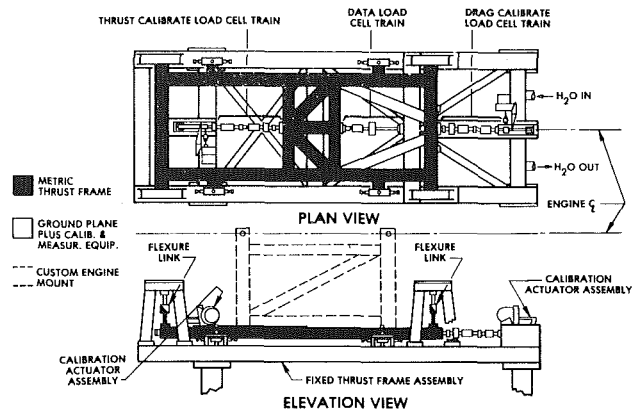 THRUST CALIBRATE LOAD CELL TRAIN
DATA LOAD
CELL TRAIN
DRAG CALIBRATE
LOAD CELL TRAIN
H2O IN
H2O OUT
ENGINE ℄
METRIC
THRUST FRAME
GROUND PLANE
PLUS CALIB. &
MEASUR. EQUIP.
CUSTOM ENGINE
MOUNT
PLAN VIEW
FLEXURE
LINK
FLEXURE
LINK
CALIBRATION
ACTUATOR ASSEMBLY
CALIBRATION
ACTUATOR
ASSEMBLY
FIXED THRUST FRAME ASSEMBLY
ELEVATION VIEW